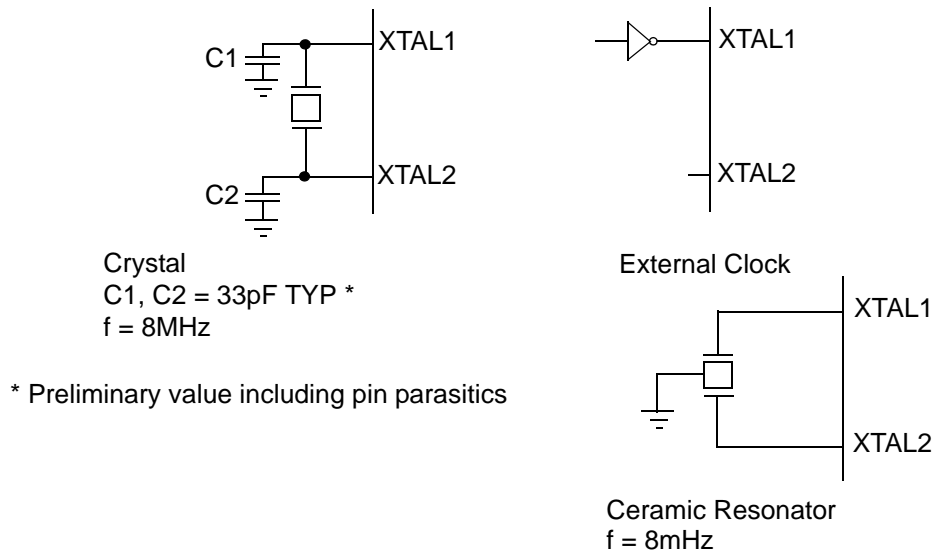 C1
XTAL1
C2
XTAL2
Crystal
C1, C2 = 33pF TYP *
f = 8MHz
* Preliminary value including pin parasitics
XTAL1
XTAL2
External Clock
XTAL1
XTAL2
Ceramic Resonator
f = 8mHz